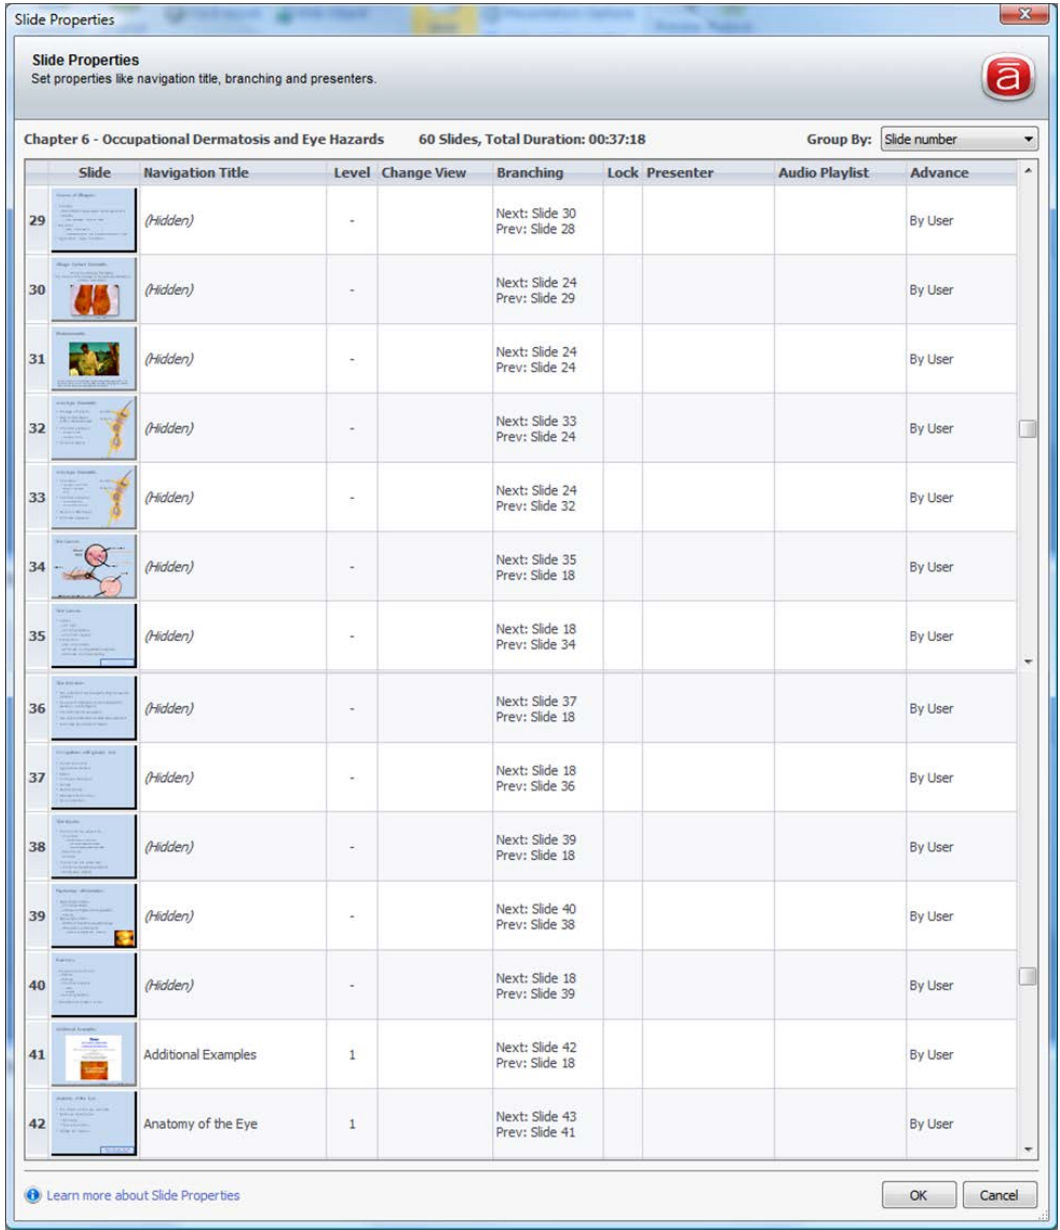 Slide Properties
Slide Properties
Set properties like navigation title, branching and presenters.
Chapter 6 - Occupational Dermatosis and Eye Hazards 60 Slides, Total Duration: 00:37:18 Group By: Slide number
Slide Navigation Title Level Change View Branching Lock Presenter Audio Playlist Advance
29 (Hidden) - Next: Slide 30 By User
Prev: Slide 28
30 (Hidden) - Next: Slide 24 By User
Prev: Slide 29
31 (Hidden) - Next: Slide 24 By User
Prev: Slide 24
32 (Hidden) - Next: Slide 33 By User
Prev: Slide 24
33 (Hidden) - Next: Slide 24 By User
Prev: Slide 32
34 (Hidden) - Next: Slide 35 By User
Prev: Slide 18
35 (Hidden) - Next: Slide 18 By User
Prev: Slide 34
36 (Hidden) - Next: Slide 37 By User
Prev: Slide 18
37 (Hidden) - Next: Slide 18 By User
Prev: Slide 36
38 (Hidden) - Next: Slide 39 By User
Prev: Slide 18
39 (Hidden) - Next: Slide 40 By User
Prev: Slide 38
40 (Hidden) - Next: Slide 18 By User
Prev: Slide 39
41 Additional Examples 1 Next: Slide 42 By User
Prev: Slide 18
42 Anatomy of the Eye 1 Next: Slide 43 By User
Prev: Slide 41
Learn more about Slide Properties OK Cancel